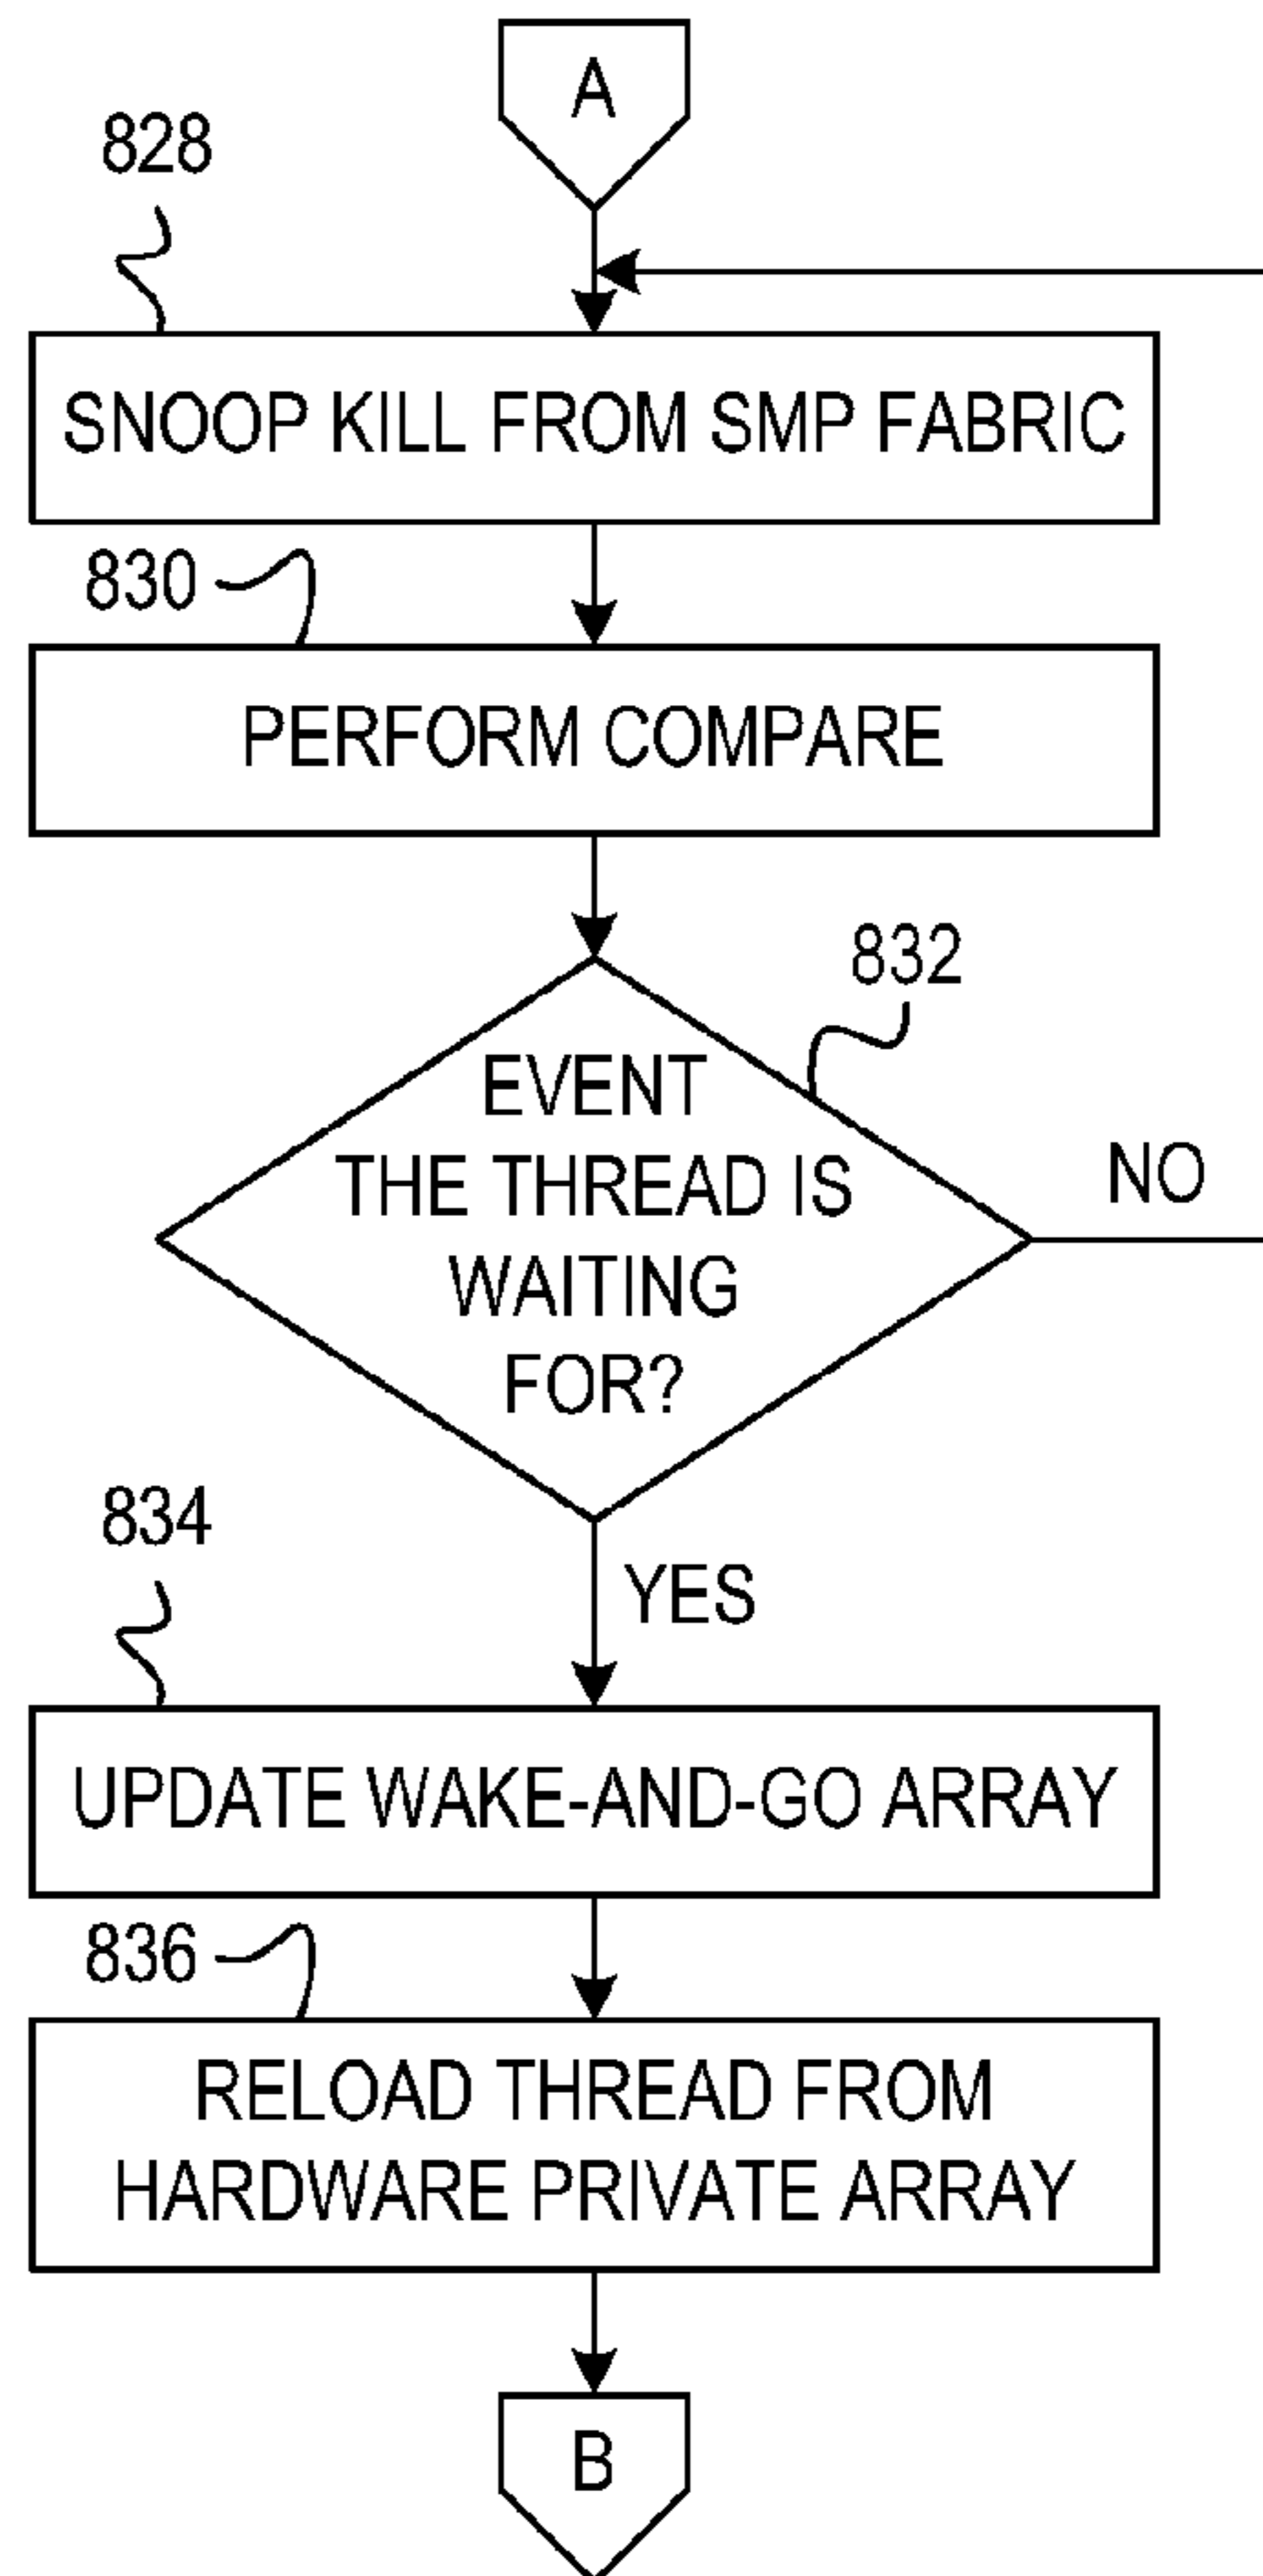 A
828
SNOOP KILL FROM SMP FABRIC
830
PERFORM COMPARE
832
EVENT
THE THREAD IS
WAITING
FOR?
NO
YES
834
UPDATE WAKE-AND-GO ARRAY
836
RELOAD THREAD FROM
HARDWARE PRIVATE ARRAY
B